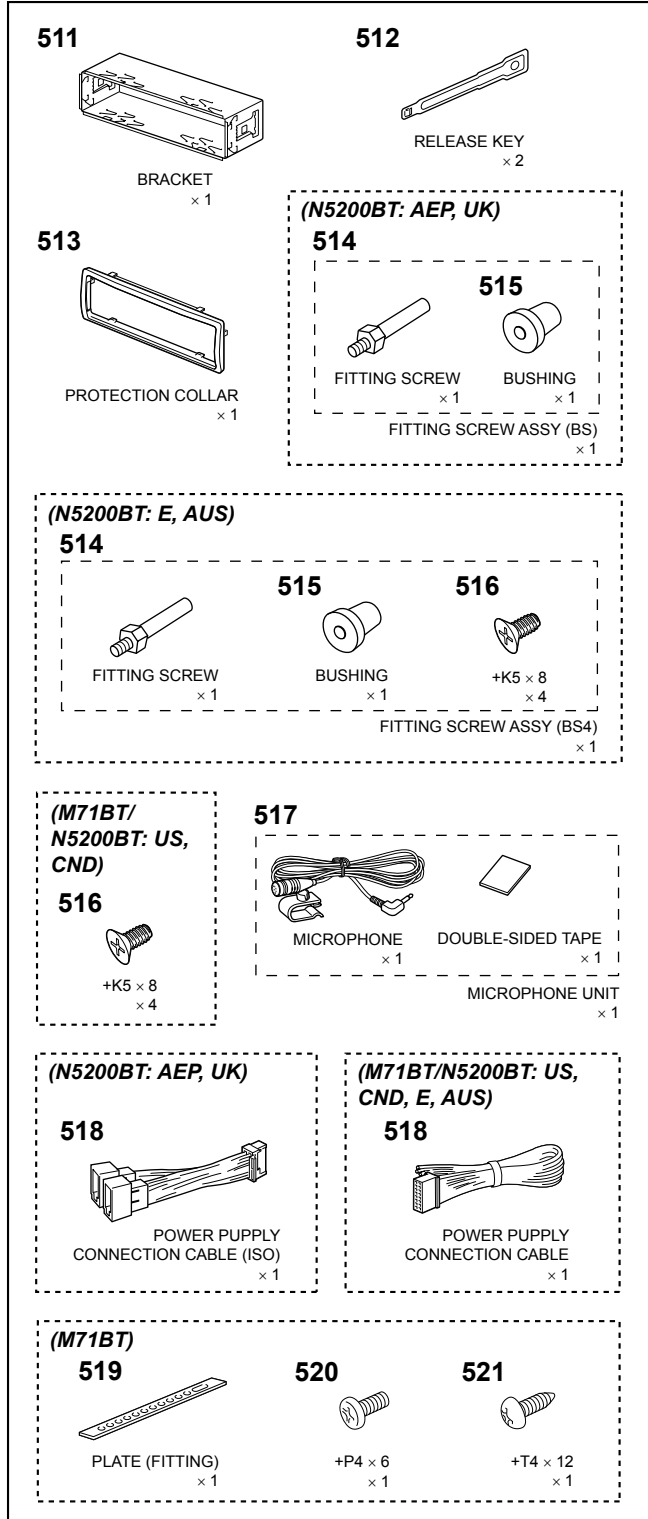 511
BRACKET
× 1
512
RELEASE KEY
× 2
513
PROTECTION COLLAR
× 1
(N5200BT: AEP, UK)
514
FITTING SCREW
× 1
515
BUSHING
× 1
FITTING SCREW ASSY (BS)
× 1
(N5200BT: E, AUS)
514
FITTING SCREW
× 1
515
BUSHING
× 1
516
+K5 × 8
× 4
FITTING SCREW ASSY (BS4)
× 1
(M71BT/
N5200BT: US,
CND)
516
+K5 × 8
× 4
517
MICROPHONE
× 1
DOUBLE-SIDED TAPE
× 1
MICROPHONE UNIT
× 1
(N5200BT: AEP, UK)
518
POWER PUPPLY
CONNECTION CABLE (ISO)
× 1
(M71BT/N5200BT: US,
CND, E, AUS)
518
POWER PUPPLY
CONNECTION CABLE
× 1
(M71BT)
519
PLATE (FITTING)
× 1
520
+P4 × 6
× 1
521
+T4 × 12
× 1